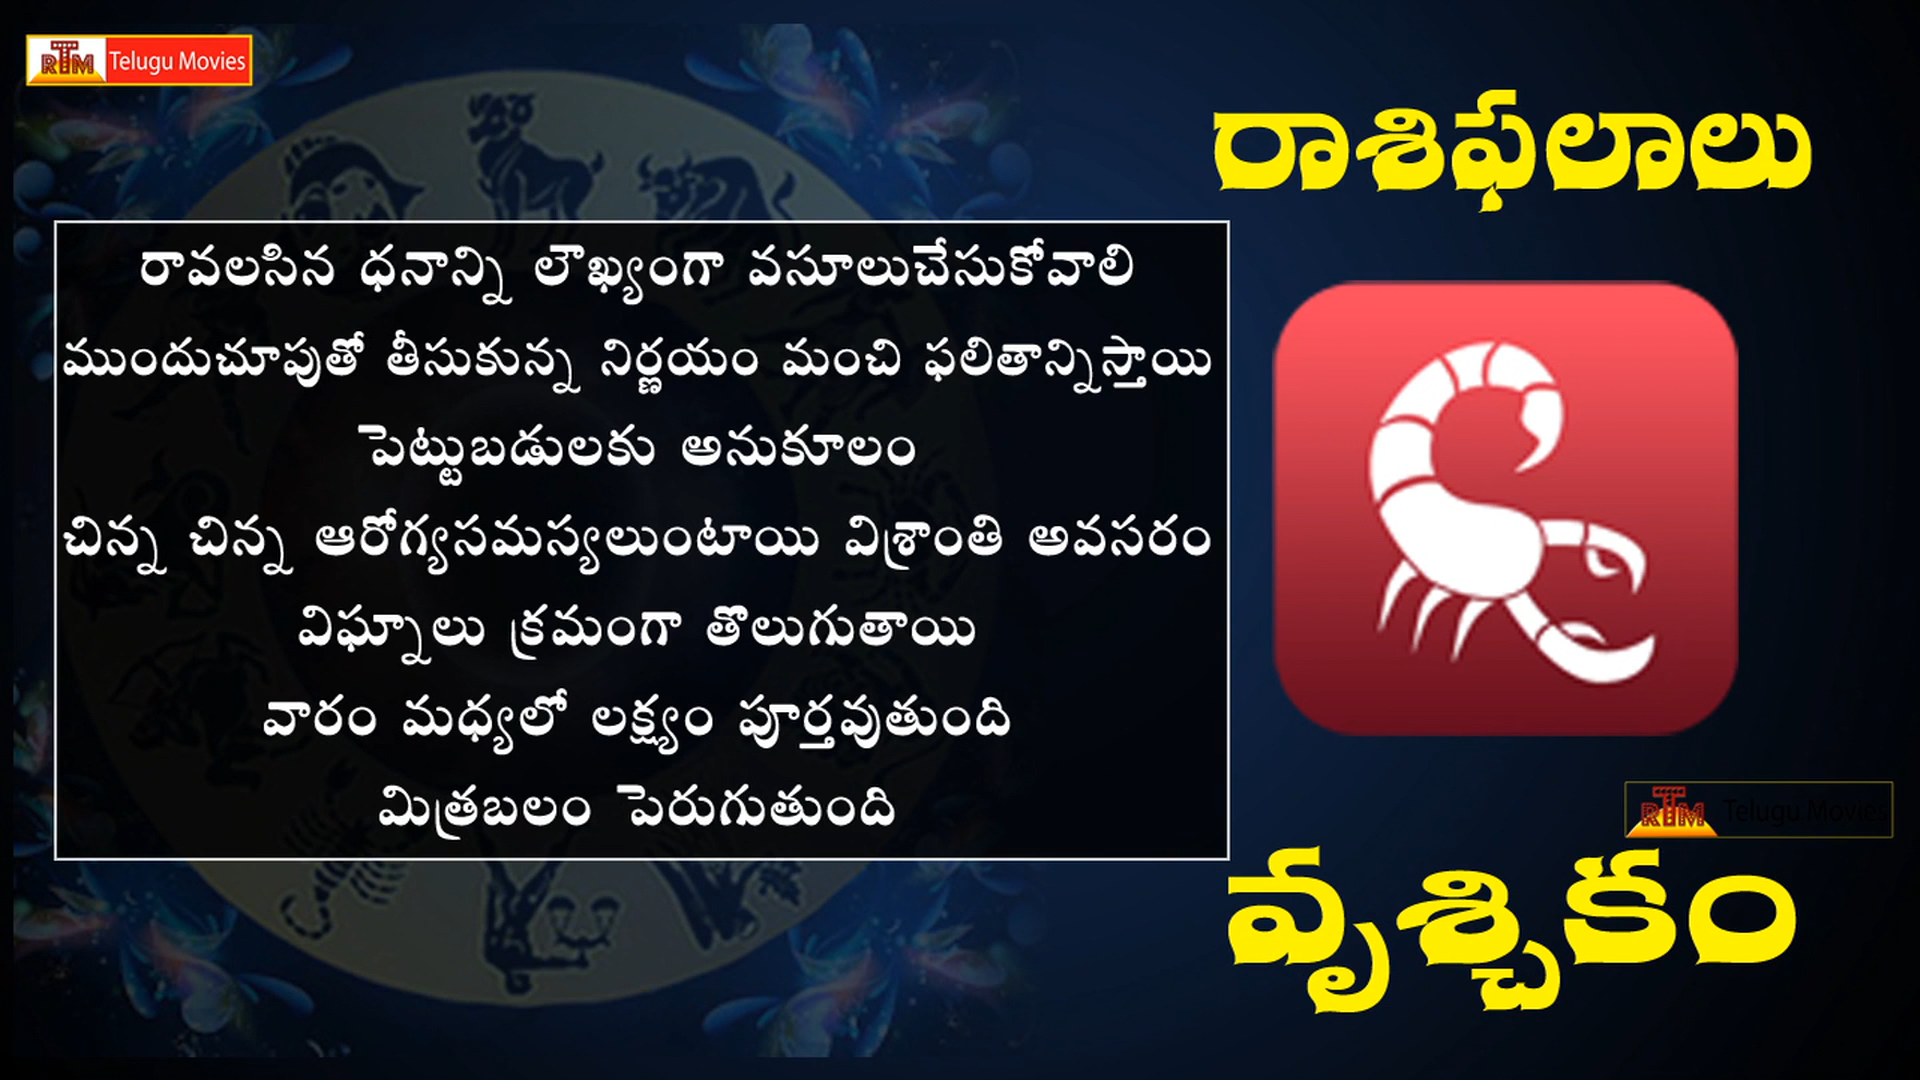 RTM Telugu Movies
రాశిఫలాలు
రావలసిన ధనాన్ని లౌఖ్యంగా వసూలుచేసుకోవాలి
ముందుచూపుతో తీసుకున్న నిర్ణయం మంచి ఫలితాన్నిస్తాయి
పెట్టుబడులకు అనుకూలం
చిన్న చిన్న ఆరోగ్యసమస్యలుంటాయి విశ్రాంతి అవసరం
విఘ్నాలు క్రమంగా తొలుగుతాయి
వారం మధ్యలో లక్ష్యం పూర్తవుతుంది
మిత్రబలం పెరుగుతుంది
RTM Telugu Movies
వృశ్చికం